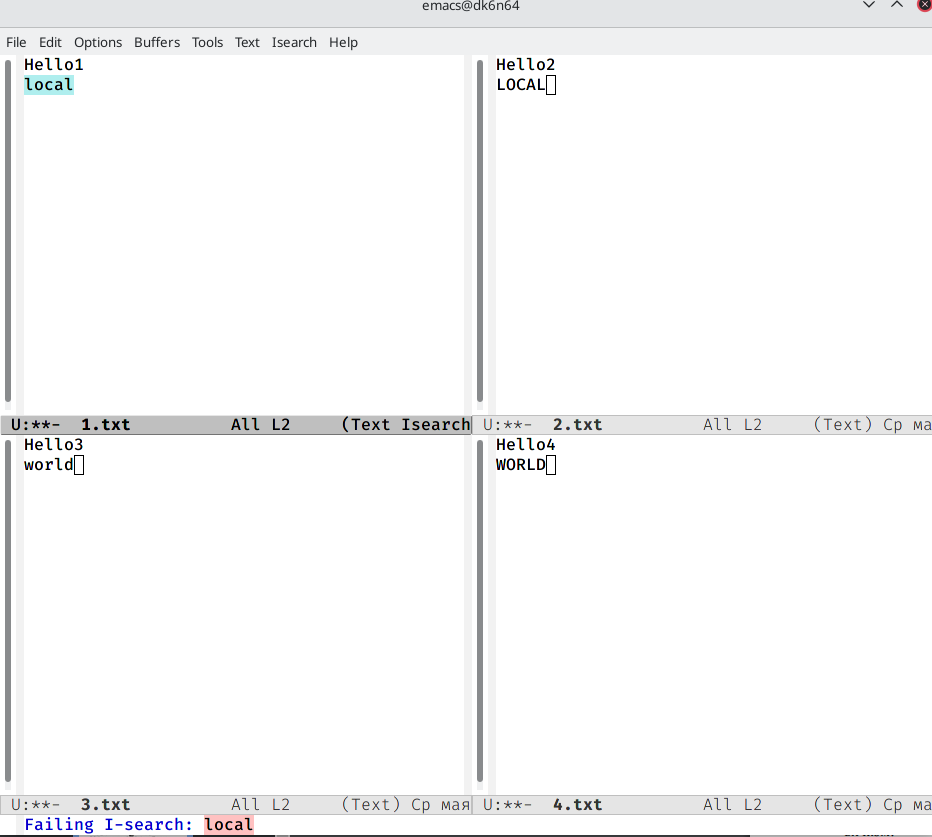 emacs@dk6n64
File Edit Options Buffers Tools Text Isearch Help
Hello1
local
U:**- 1.txt All L2 (Text Isearch
Hello2
LOCAL
U:**- 2.txt All L2 (Text) Ср ма
Hello3
world
U:**- 3.txt All L2 (Text) Ср мая
Hello4
WORLD
U:**- 4.txt All L2 (Text) Ср ма
Failing I-search: local